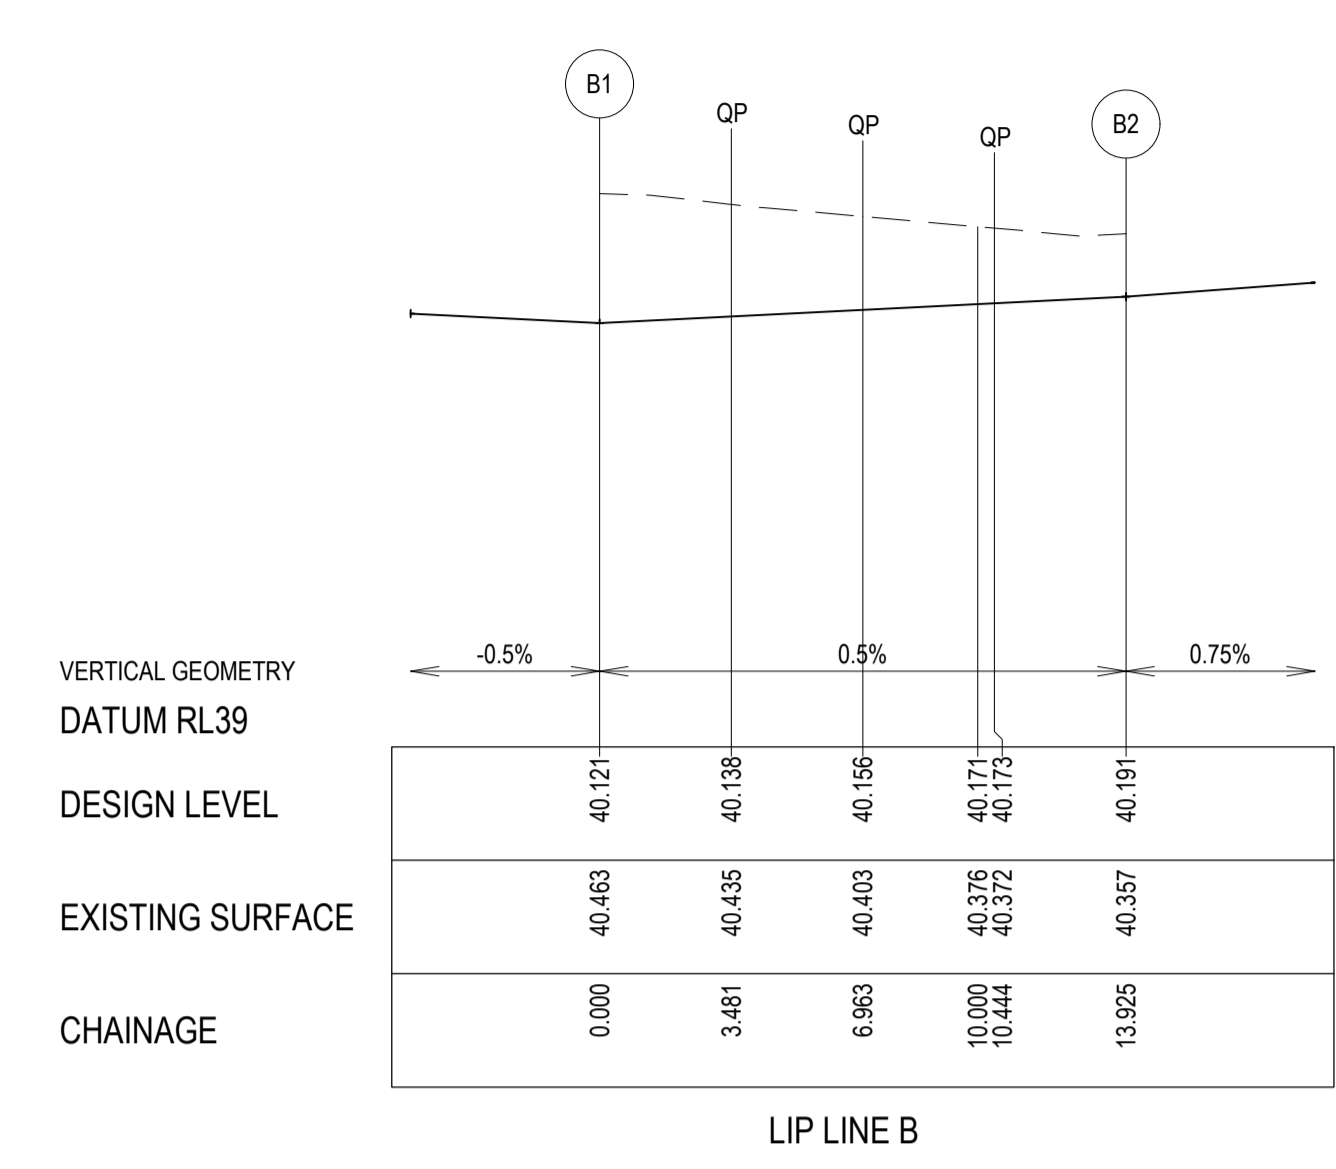 B1
QP
QP
QP
B2
VERTICAL GEOMETRY
-0.5%
0.5%
0.75%
DATUM RL39
DESIGN LEVEL
40.121
40.138
40.156
40.171
40.173
40.191
EXISTING SURFACE
40.463
40.435
40.403
40.376
40.372
40.357
CHAINAGE
0.000
3.481
6.963
10.000
10.444
13.925
LIP LINE B